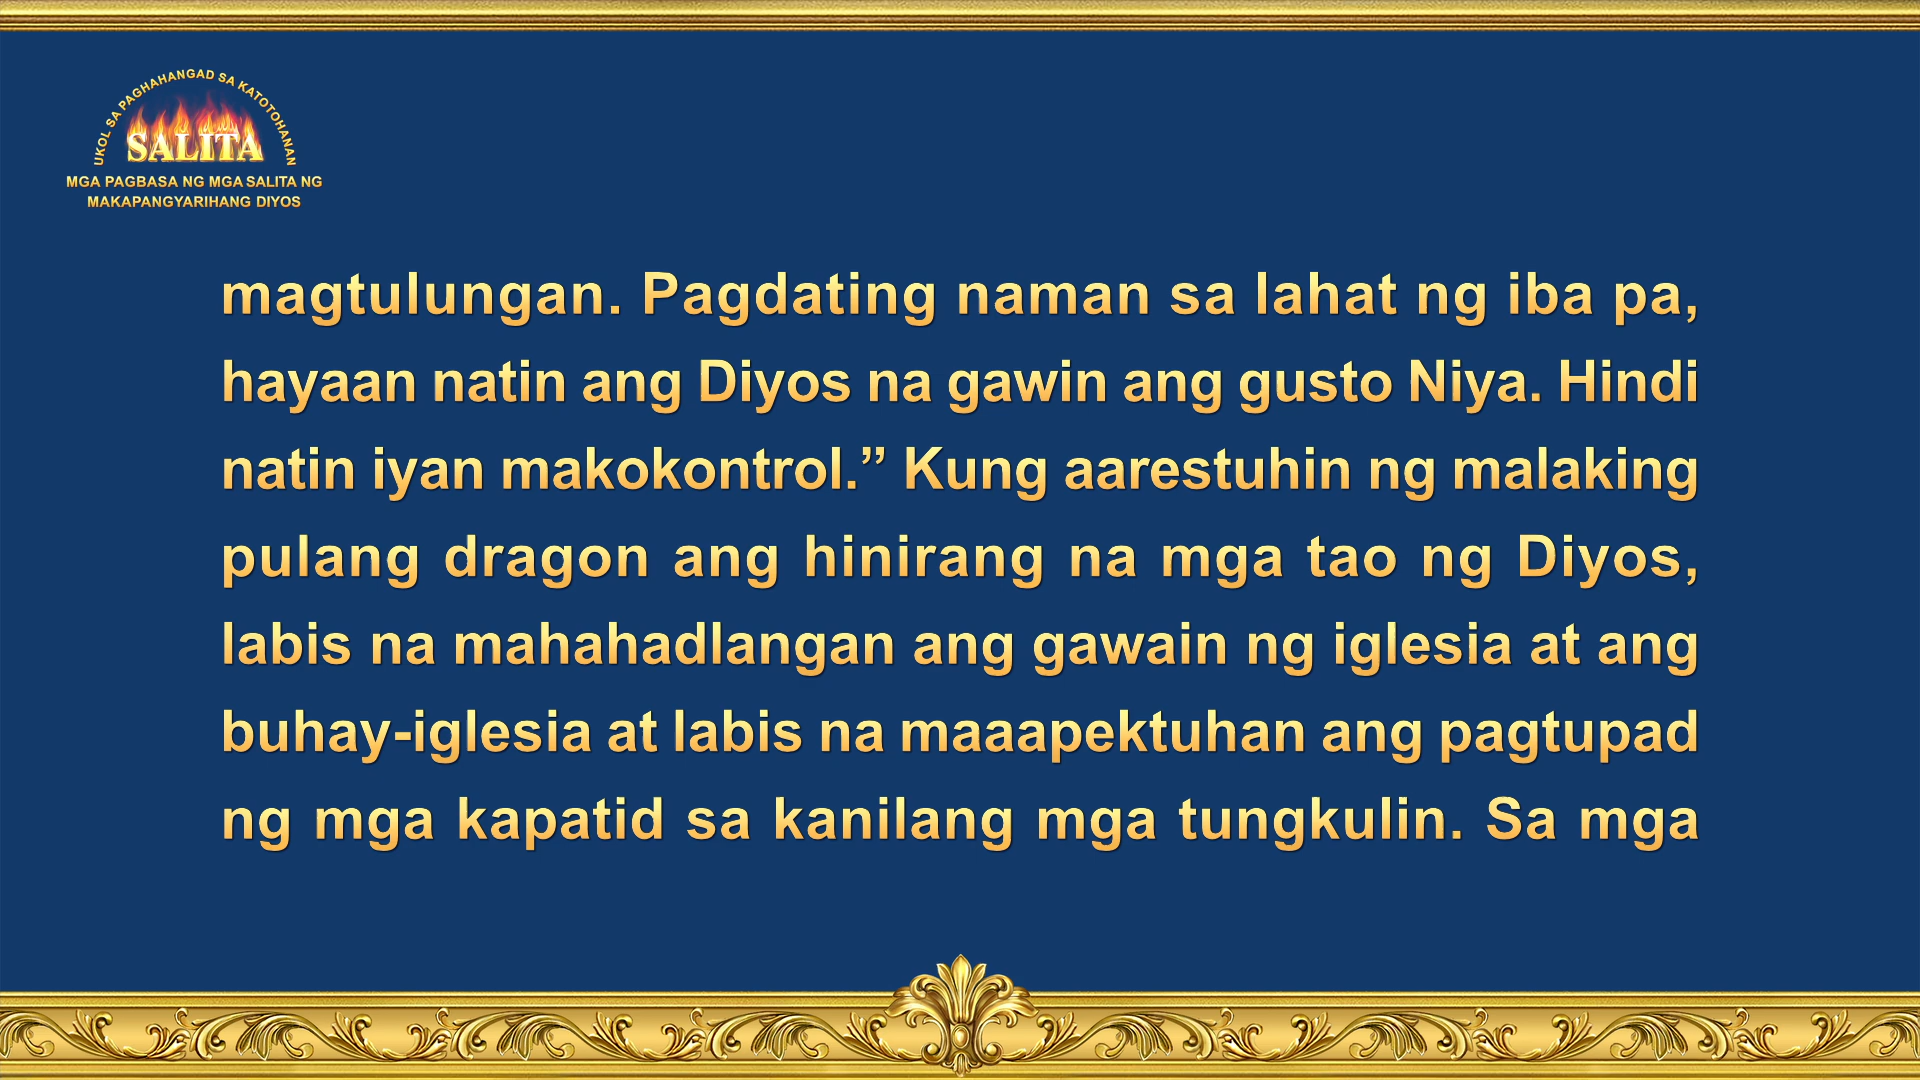 UKOL SA PAGHAHANGAD SA KATOTOHANAN
SALITA
MGA PAGBASA NG MGA SALITA NG
MAKAPANGYARIHANG DIYOS
magtulungan. Pagdating naman sa lahat ng iba pa,
hayaan natin ang Diyos na gawin ang gusto Niya. Hindi
natin iyan makokontrol.” Kung aarestuhin ng malaking
pulang dragon ang hinirang na mga tao ng Diyos,
labis na mahahadlangan ang gawain ng iglesia at ang
buhay-iglesia at labis na maaapektuhan ang pagtupad
ng mga kapatid sa kanilang mga tungkulin. Sa mga